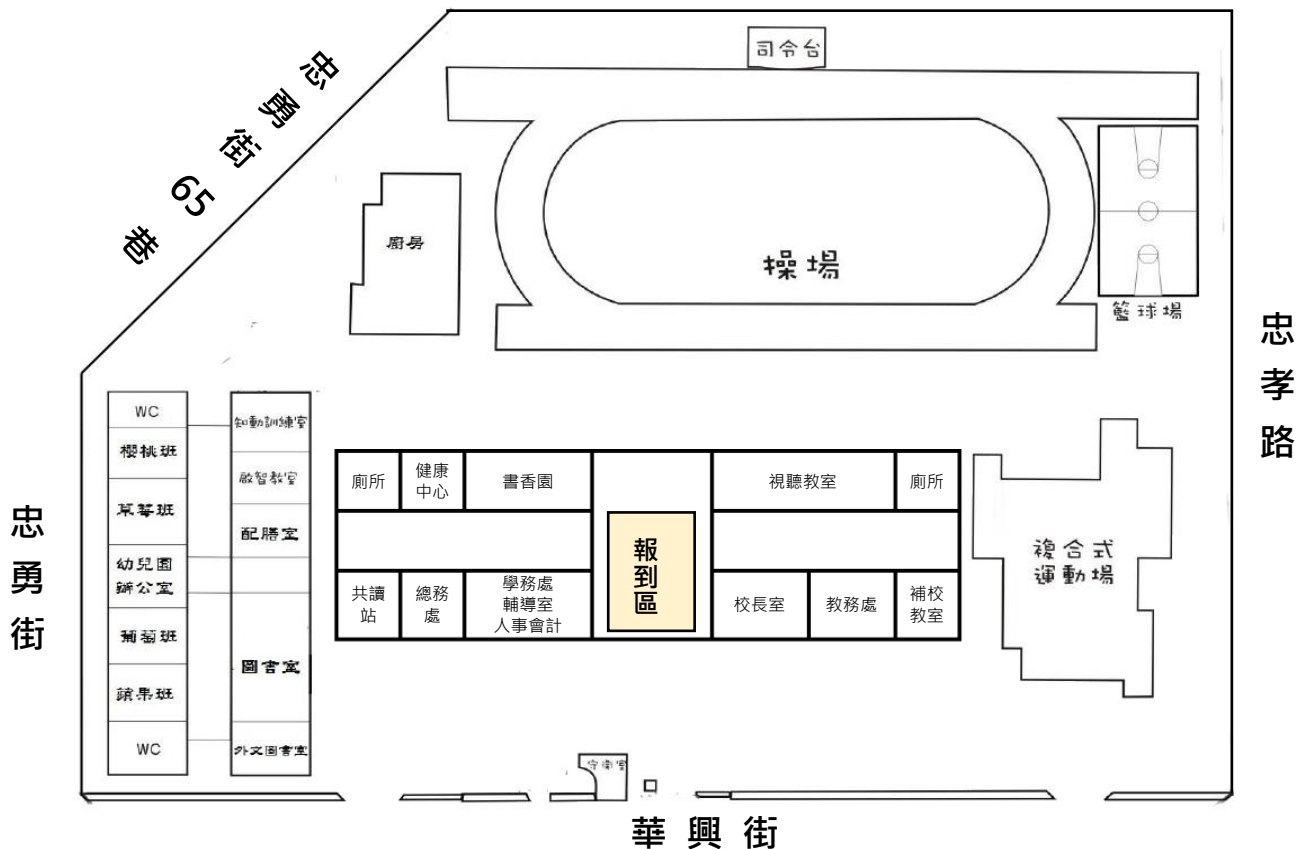 司令台
忠勇街65巷
廚房
操場
籃球場
忠孝路
WC
櫻桃班
草莓班
幼兒園
辦公室
葡萄班
蘋果班
WC
知動訓練室
啟智教室
配膳室
圖書室
外文圖書室
廁所
健康
中心
書香園
視聽教室
廁所
報到區
共讀
站
總務
處
學務處
輔導室
人事會計
校長室
教務處
補校
教室
複合式
運動場
忠勇街
守衛室
華興街